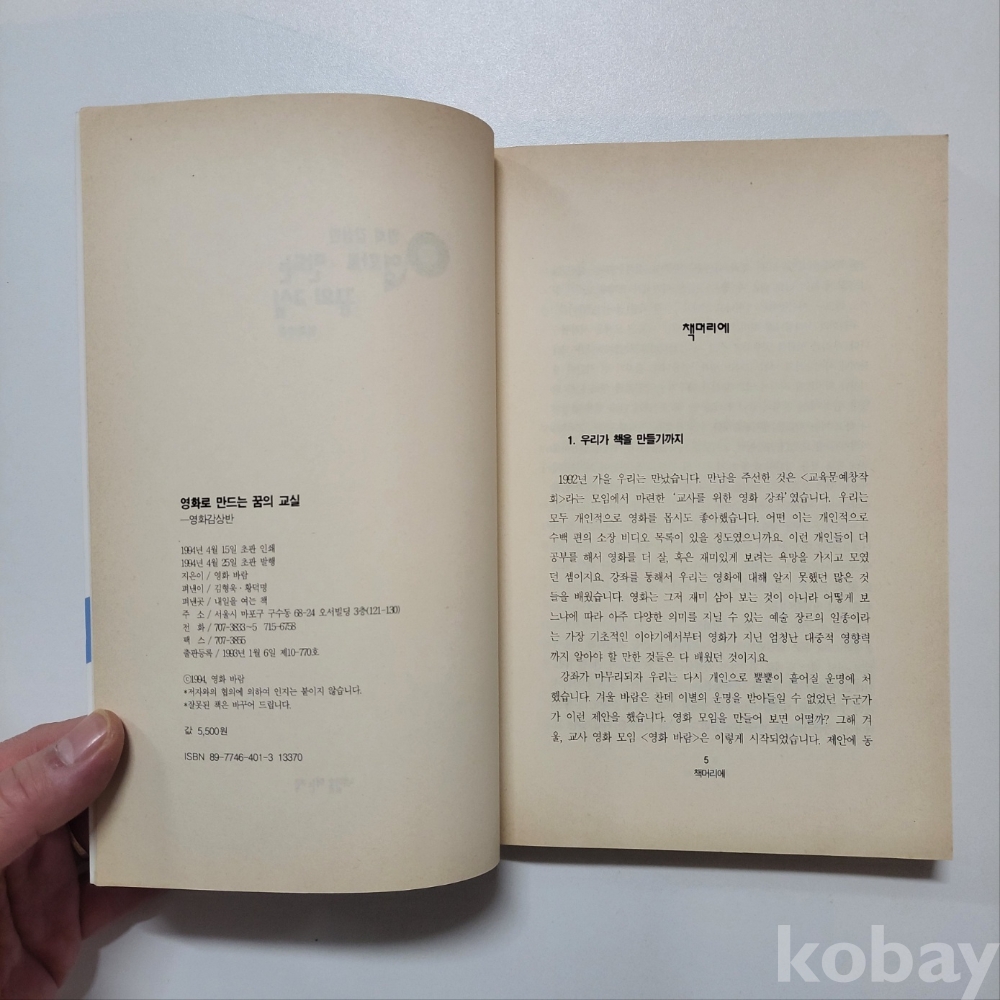 영화로 만드는 꿈의 교실
—영화감상반
1994년 4월 15일 초판 인쇄
1994년 4월 25일 초판 발행
지은이 / 영화 바람
펴낸이 / 김형욱·황덕명
펴낸곳 / 내일을 여는 책
주 소 / 서울시 마포구 구수동 68-24 오서빌딩 3층(121-130)
전 화 / 707-3833~5 715-6758
팩 스 / 707-3855
출판등록 / 1993년 1월 6일 제10-770호
ⓒ1994, 영화 바람
*저자와의 협의에 의하여 인지는 붙이지 않습니다.
*잘못된 책은 바꾸어 드립니다.
값 5,500원
ISBN 89-7746-401-3 13370
책머리에
1. 우리가 책을 만들기까지
1992년 가을 우리는 만났습니다. 만남을 주선한 것은 <교육문예창작
회>라는 모임에서 마련한 '교사를 위한 영화 강좌'였습니다. 우리는
모두 개인적으로 영화를 몹시도 좋아했습니다. 어떤 이는 개인적으로
수백 편의 소장 비디오 목록이 있을 정도였으니까요. 이런 개인들이 더
공부를 해서 영화를 더 잘, 혹은 재미있게 보려는 욕망을 가지고 모였
던 셈이지요. 강좌를 통해서 우리는 영화에 대해 알지 못했던 많은 것
들을 배웠습니다. 영화는 그저 재미 삼아 보는 것이 아니라 어떻게 보
느냐에 따라 아주 다양한 의미를 지닐 수 있는 예술 장르의 일종이라
는 가장 기초적인 이야기에서부터 영화가 지닌 엄청난 대중적 영향력
까지 알아야 할 만한 것들은 다 배웠던 것이지요.
강좌가 마무리되자 우리는 다시 개인으로 뿔뿔이 흩어질 운명에 처
했습니다. 겨울 바람은 찬데 이별의 운명을 받아들일 수 없었던 누군가
가 이런 제안을 했습니다. 영화 모임을 만들어 보면 어떨까? 그해 겨
울, 교사 영화 모임 <영화 바람>은 이렇게 시작되었습니다. 제안에 동
5
책머리에
kobay